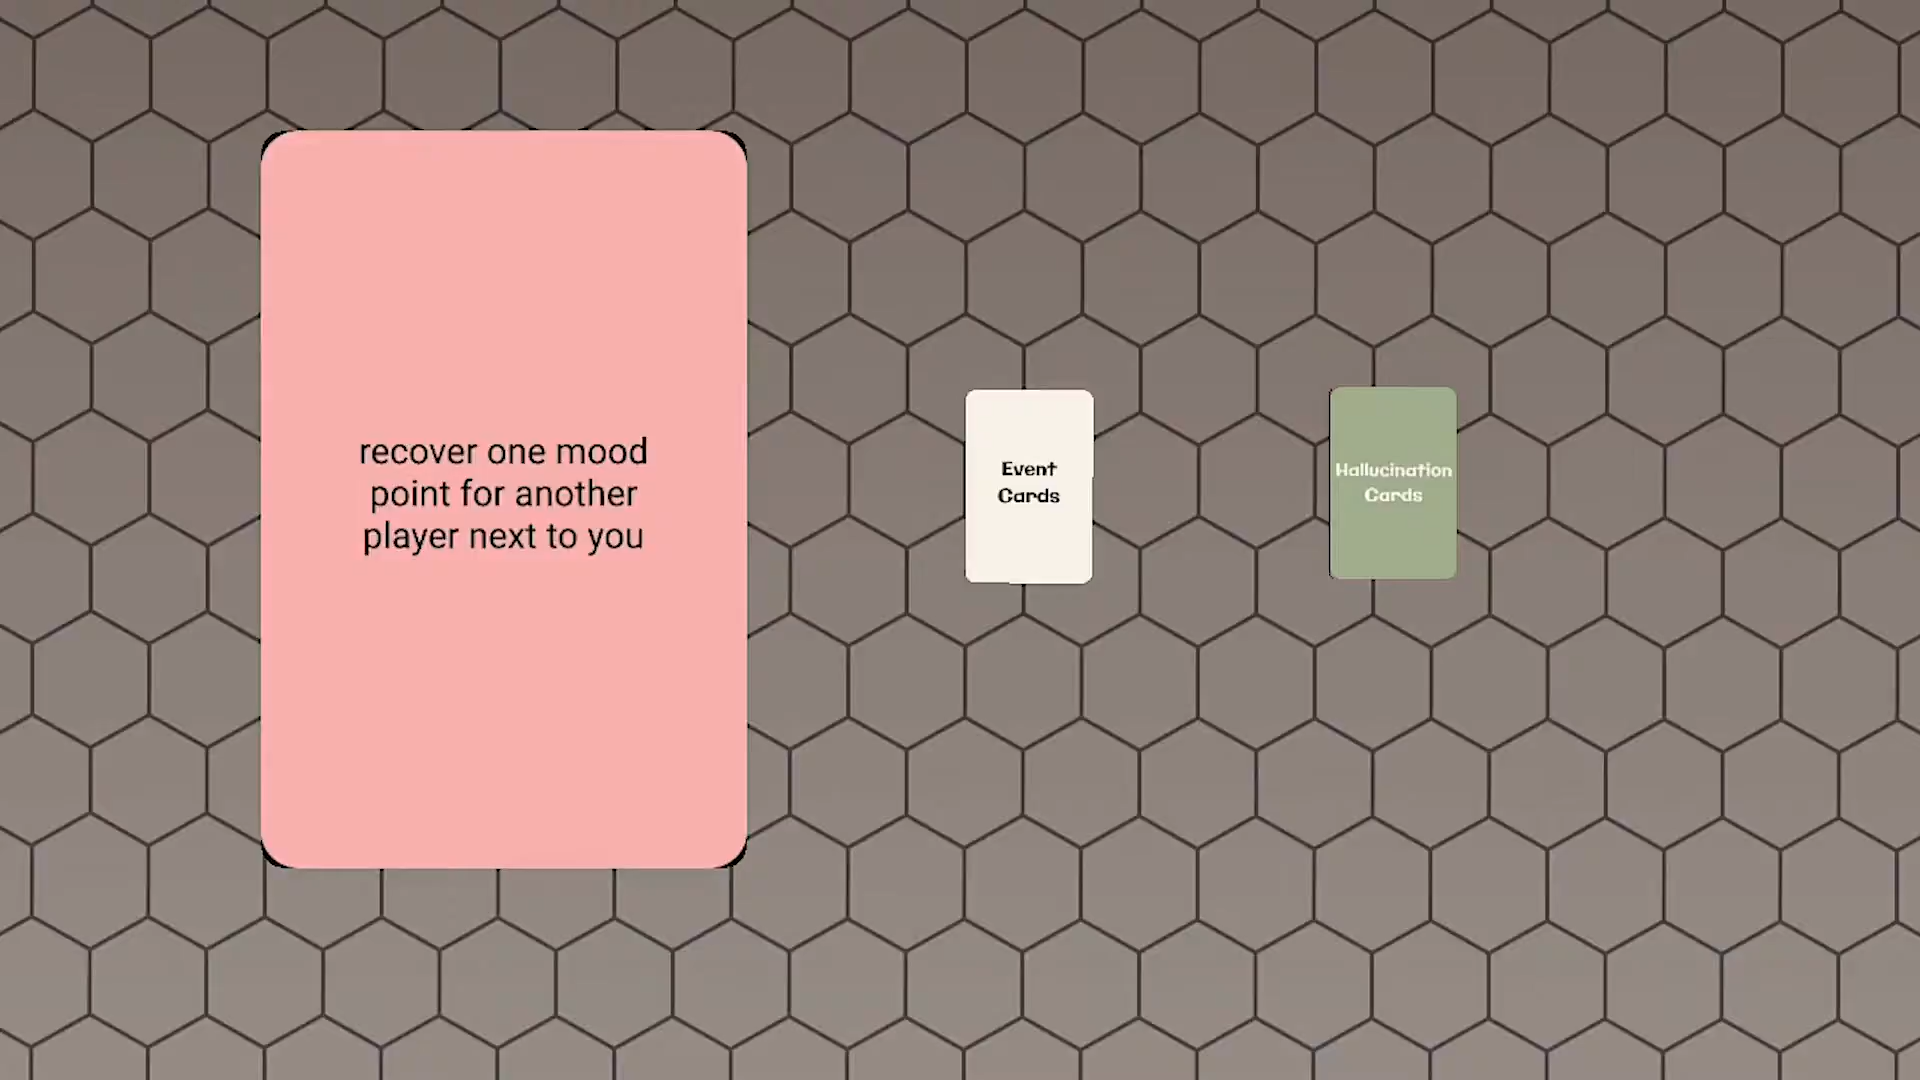 recover one mood
point for another
player next to you
Event
Cards
Hallucination
Cards